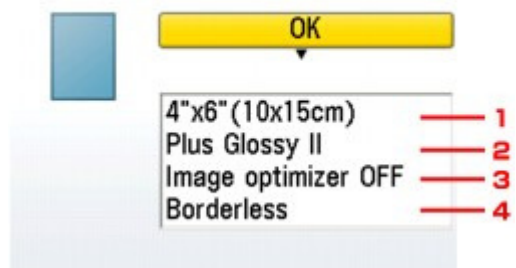 OK
4"x6"(10x15cm) 1
Plus Glossy II 2
Image optimizer OFF 3
Borderless 4